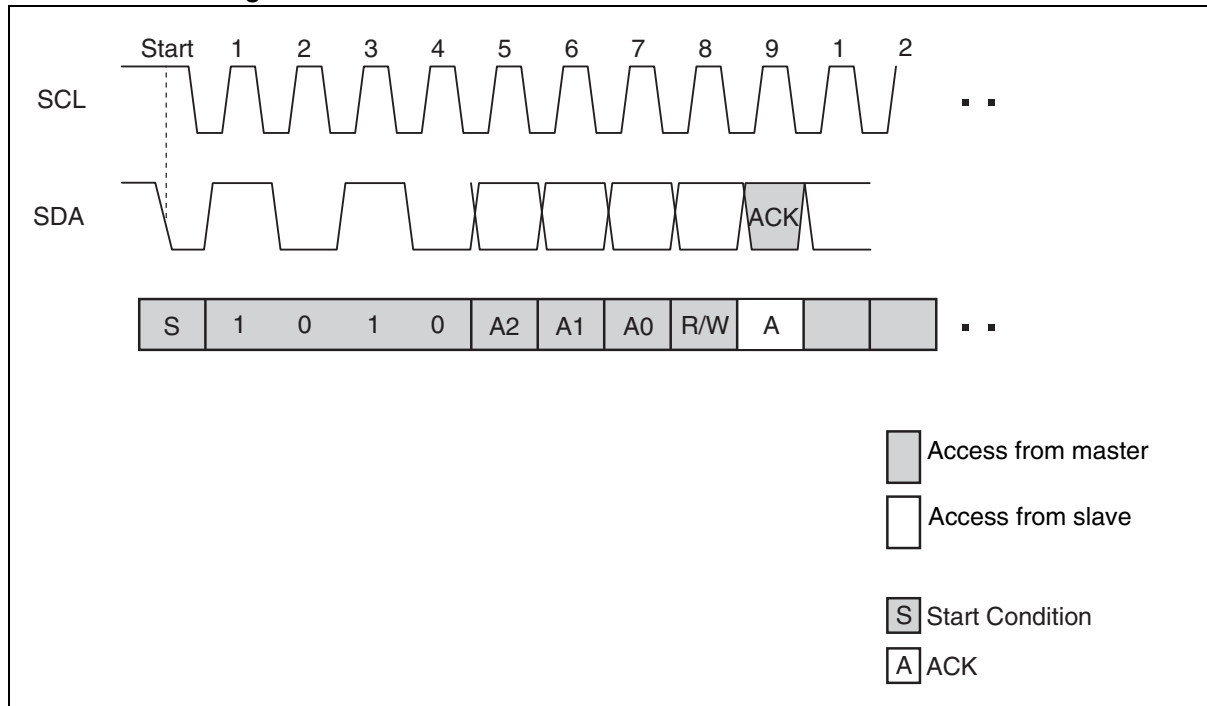 Start 1 2 3 4 5 6 7 8 9 1 2
SCL
SDA
ACK
S 1 0 1 0 A2 A1 A0 R/W A
Access from master
Access from slave
S Start Condition
A ACK